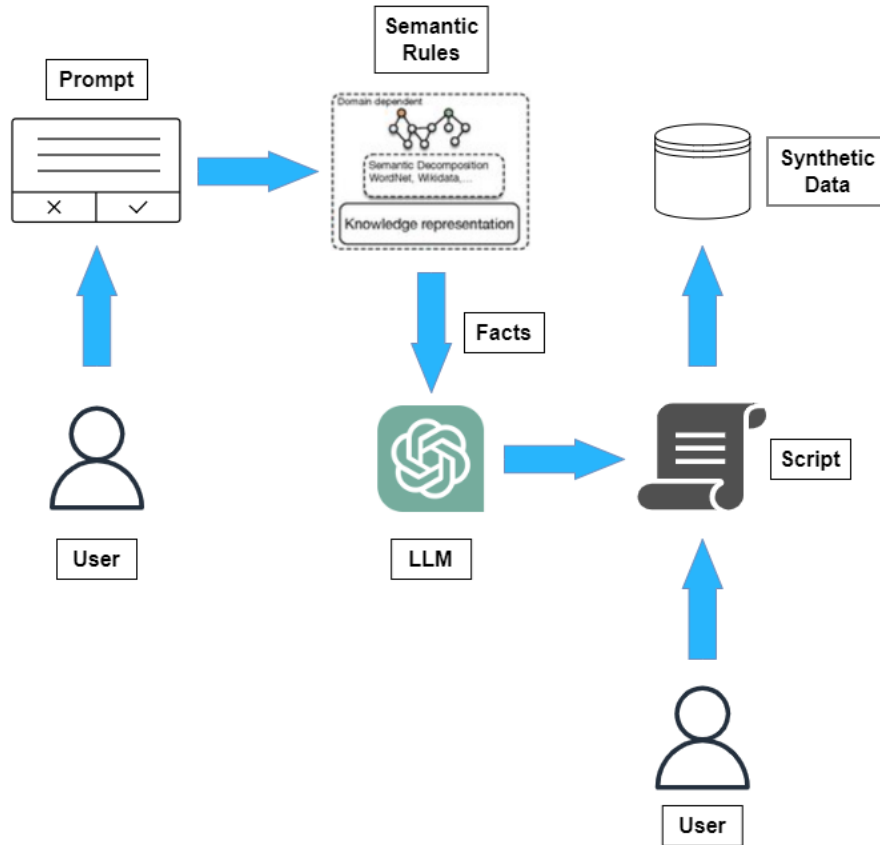 Semantic
Rules
Prompt
Domain dependent
Semantic Decomposition
WordNet, Wikidata,...
Knowledge representation
Synthetic
Data
Facts
Script
User
LLM
User